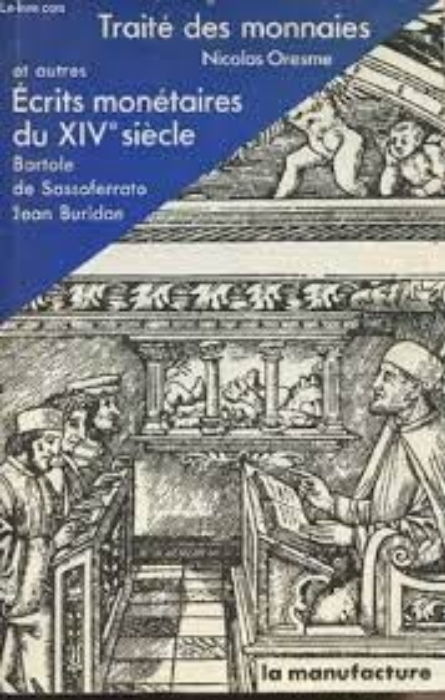 Le-livre.com
Traité des monnaies
Nicolas Oresme
et autres
Écrits monétaires
du XIVe siècle
Bartole
de Sassoferrato
Jean Buridan
la manufacture